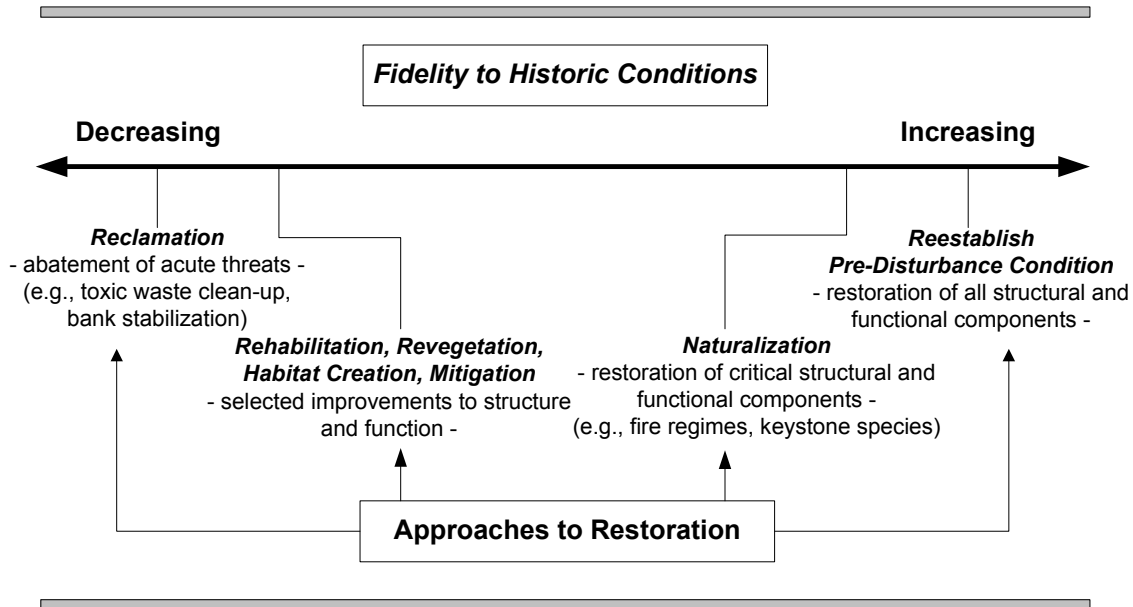 Fidelity to Historic Conditions
Decreasing
Increasing
Reclamation
- abatement of acute threats -
(e.g., toxic waste clean-up,
bank stabilization)
Rehabilitation, Revegetation,
Habitat Creation, Mitigation
- selected improvements to structure
and function -
Naturalization
- restoration of critical structural and
functional components -
(e.g., fire regimes, keystone species)
Reestablish
Pre-Disturbance Condition
- restoration of all structural and
functional components -
Approaches to Restoration